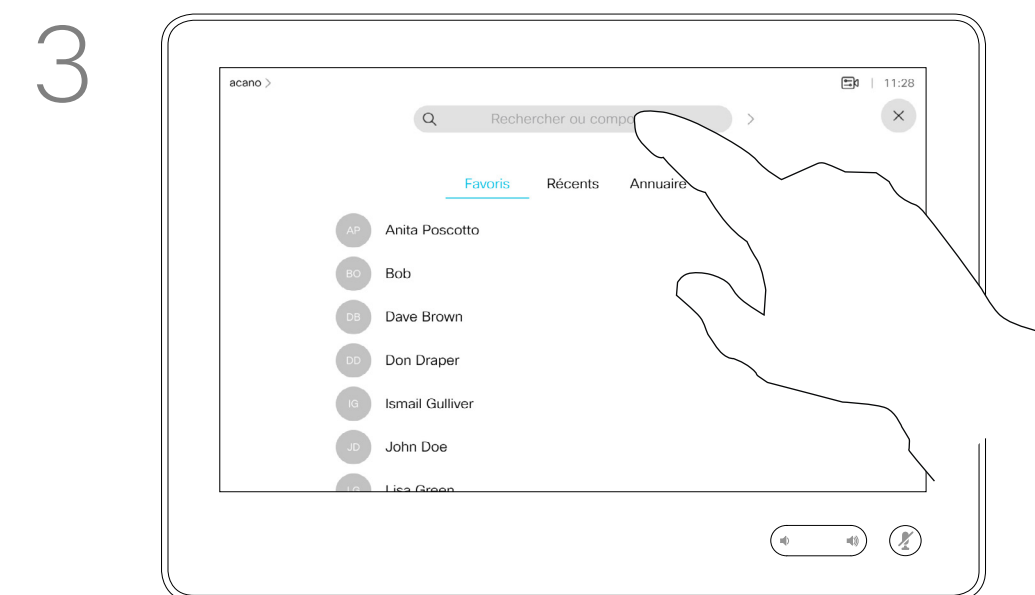 3
acano >
11:28
Rechercher ou compo
Favoris Récents Annuaire
AP Anita Poscotto
BO Bob
DB Dave Brown
DD Don Draper
IG Ismail Gulliver
JD John Doe
LG Lisa Green